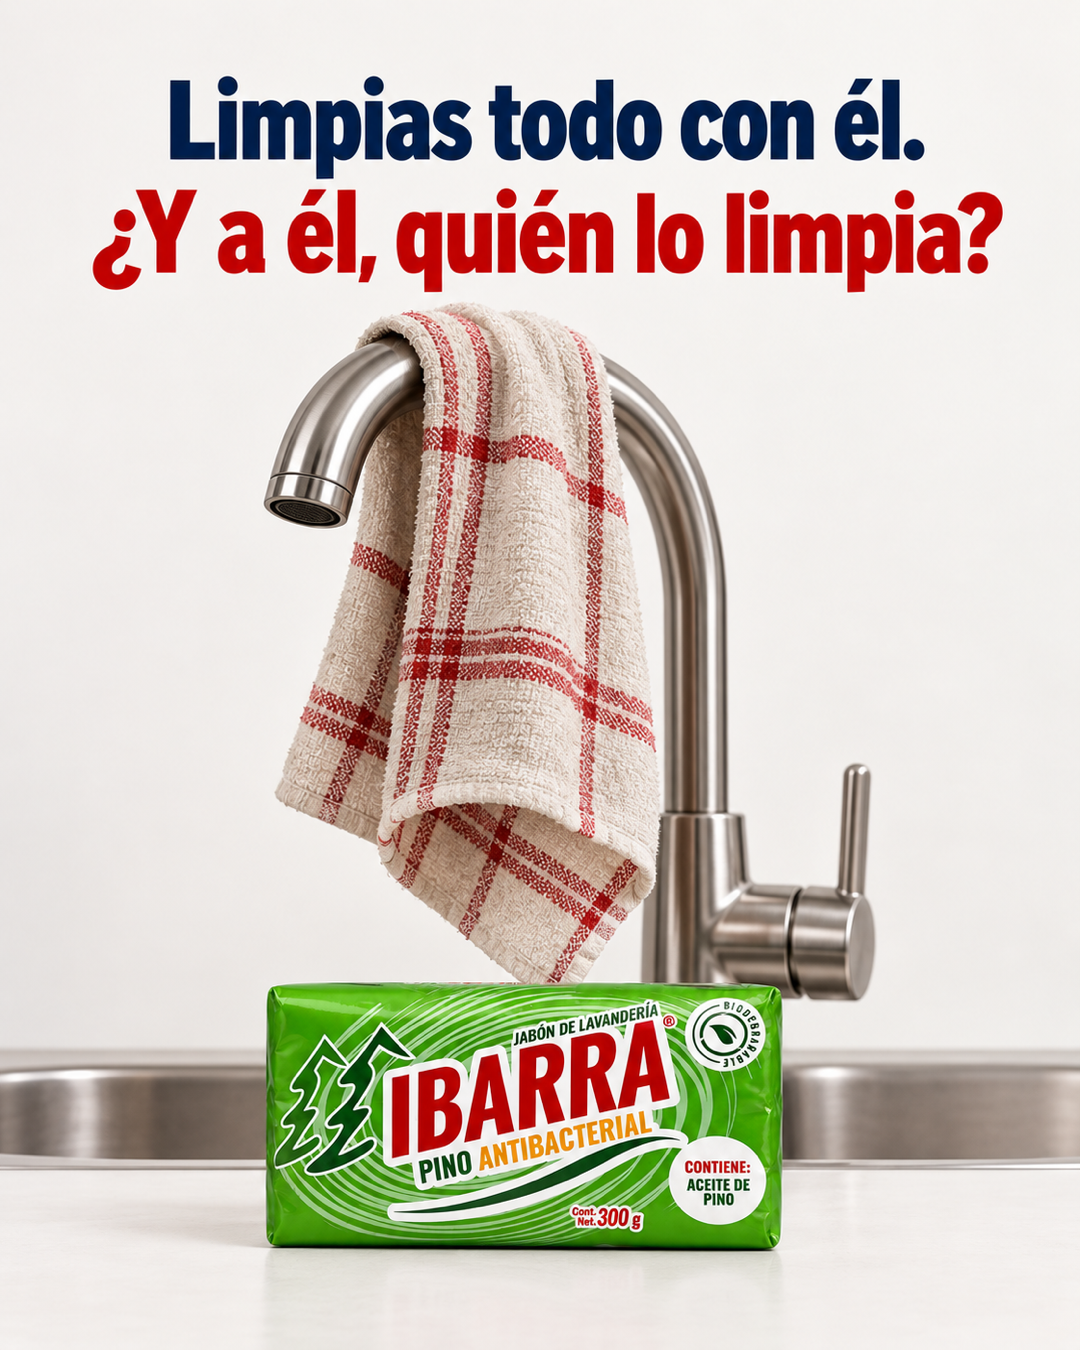 Limpias todo con él.
¿Y a él, quién lo limpia?
JABÓN DE LAVANDERÍA
IBARRA®
PINO ANTIBACTERIAL
BIODEGRARABLE
CONTIENE:
ACEITE DE
PINO
Cont.
Net. 300 g